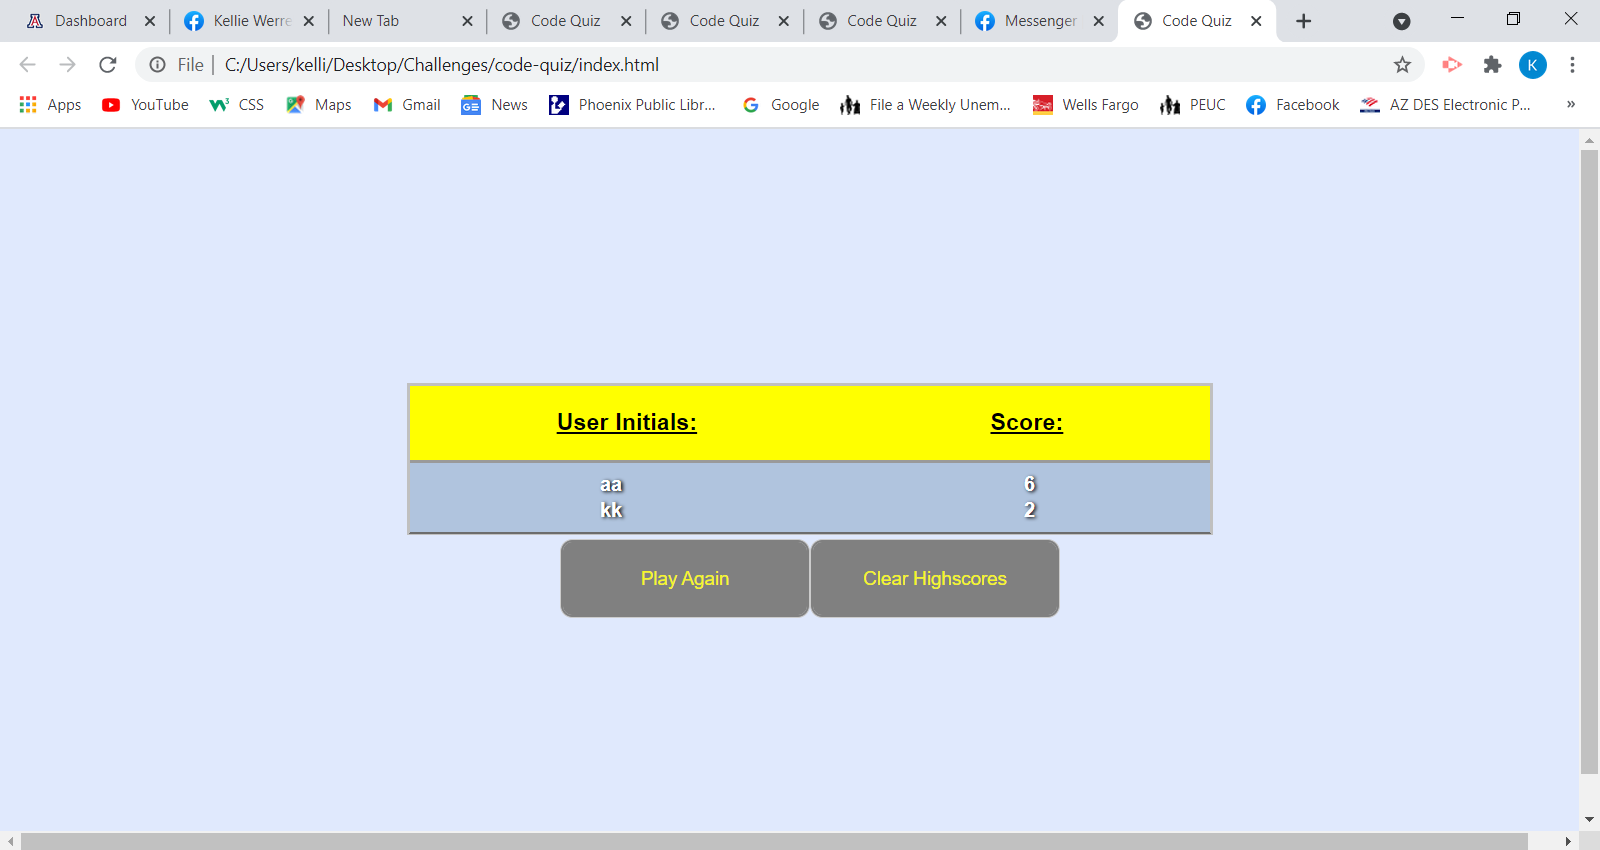 Dashboard Kellie Werre New Tab Code Quiz Code Quiz Code Quiz Messenger Code Quiz
File C:/Users/kelli/Desktop/Challenges/code-quiz/index.html K
Apps YouTube CSS Maps Gmail News Phoenix Public Libr... Google File a Weekly Unem... Wells Fargo PEUC Facebook AZ DES Electronic P... »
User Initials: Score:
aa 6
kk 2
Play Again Clear Highscores